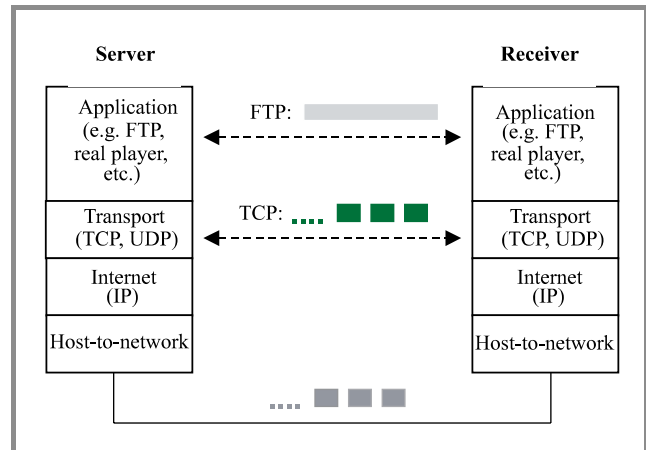 Server
Receiver
Application
(e.g. FTP,
real player,
etc.)
FTP:
Application
(e.g. FTP,
real player,
etc.)
Transport
(TCP, UDP)
TCP:
Transport
(TCP, UDP)
Internet
(IP)
Internet
(IP)
Host-to-network
Host-to-network